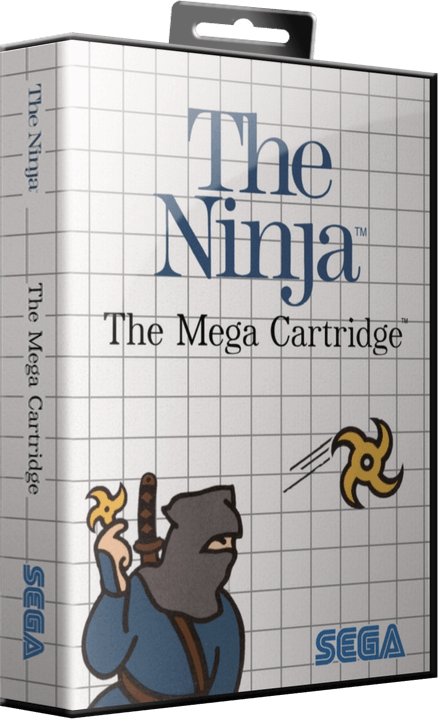 The
Ninja™
The Mega Cartridge™
SEGA
The Ninja
The Mega Cartridge
SEGA